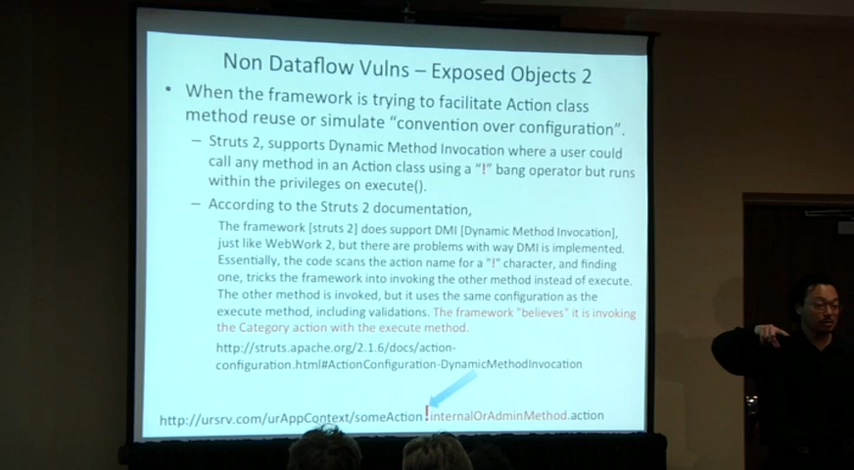 Non Dataflow Vulns – Exposed Objects 2
• When the framework is trying to facilitate Action class
method reuse or simulate “convention over configuration”.
– Struts 2, supports Dynamic Method Invocation where a user could
call any method in an Action class using a “!” bang operator but runs
within the privileges on execute().
– According to the Struts 2 documentation,
The framework [struts 2] does support DMI [Dynamic Method Invocation],
just like WebWork 2, but there are problems with way DMI is implemented.
Essentially, the code scans the action name for a "!" character, and finding
one, tricks the framework into invoking the other method instead of execute.
The other method is invoked, but it uses the same configuration as the
execute method, including validations. The framework "believes" it is invoking
the Category action with the execute method.
http://struts.apache.org/2.1.6/docs/action-
configuration.html#ActionConfiguration-DynamicMethodInvocation
http://ursrv.com/urAppContext/someAction!internalOrAdminMethod.action